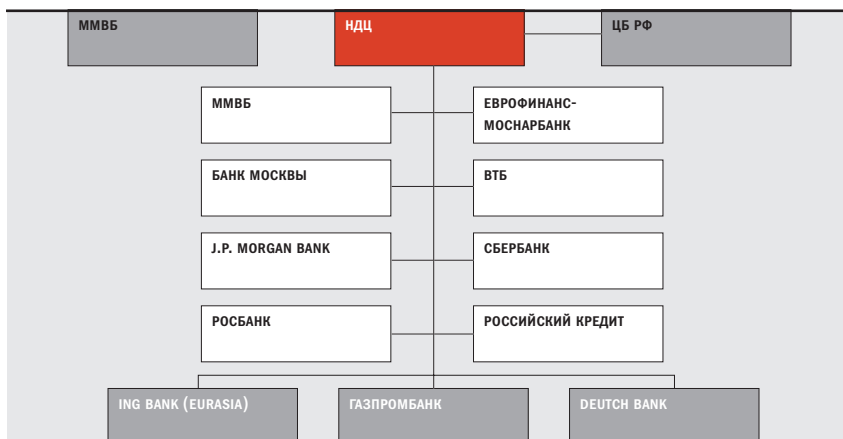 ММВБ
НДЦ
ЦБ РФ
ММВБ
ЕВРОФИНАНС-
МОСНАРБАНК
БАНК МОСКВЫ
ВТБ
J.P. MORGAN BANK
СБЕРБАНК
РОСБАНК
РОССИЙСКИЙ КРЕДИТ
ING BANK (EURASIA)
ГАЗПРОМБАНК
DEUTCH BANK